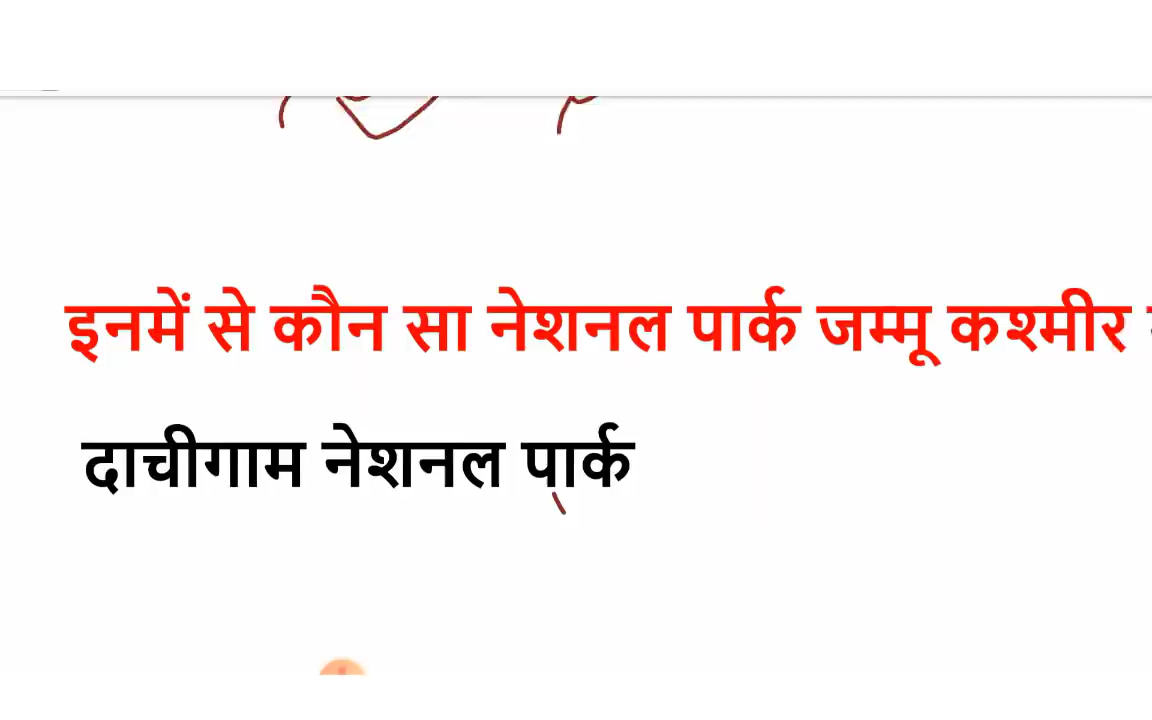 इनमें से कौन सा नेशनल पार्क जम्मू कश्मीर
दाचीगाम नेशनल पार्क